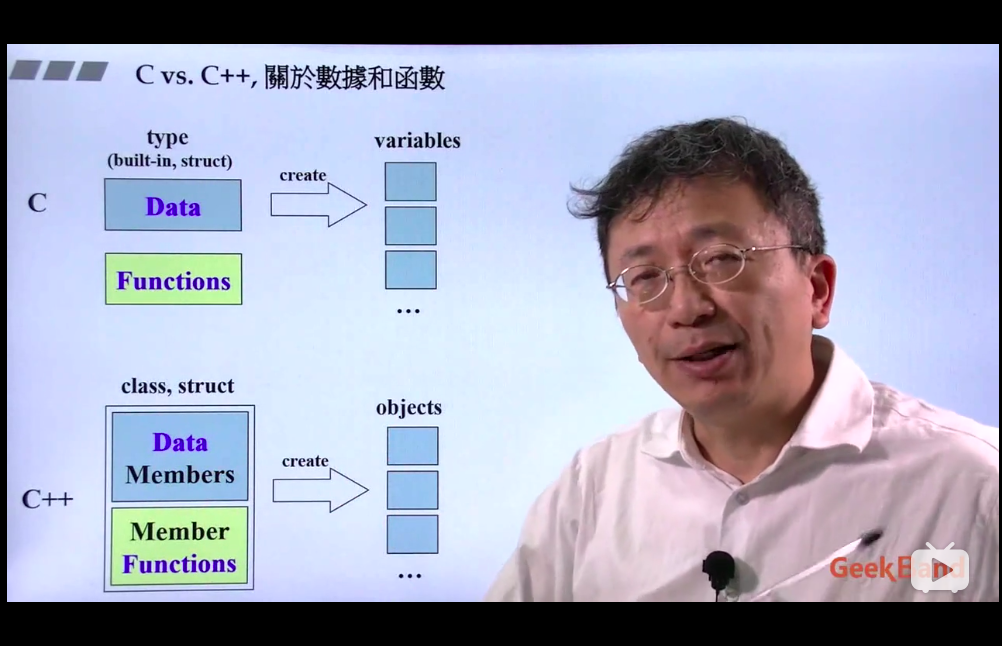 C vs. C++, 關於數據和函數
type
(built-in, struct)
variables
C
Data
create
Functions
...
class, struct
objects
C++
Data
Members
create
Member
Functions
...
GeekBand